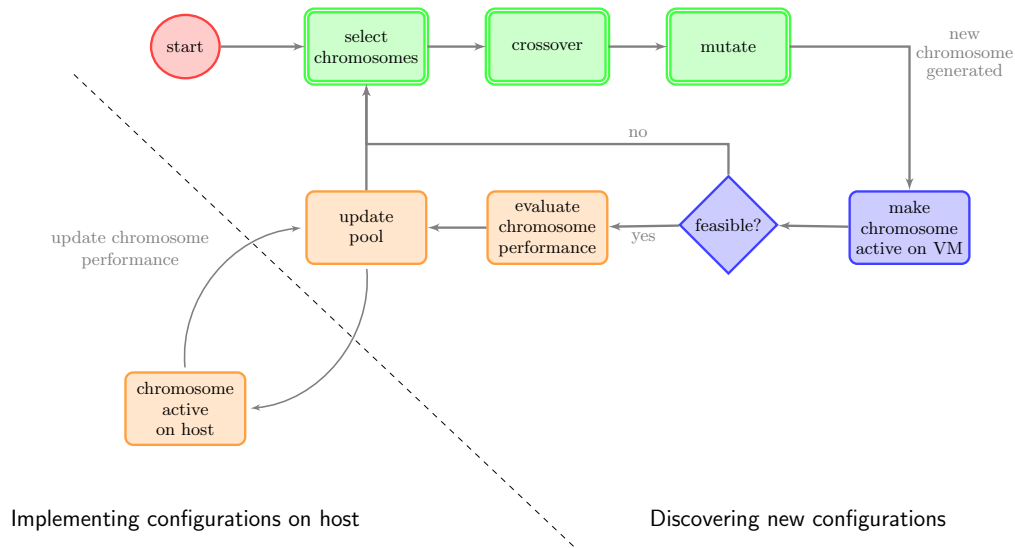 start
select
chromosomes
crossover
mutate
new
chromosome
generated
no
update
pool
evaluate
chromosome
performance
yes
feasible?
make
chromosome
active on VM
update chromosome
performance
chromosome
active
on host
Implementing configurations on host
Discovering new configurations